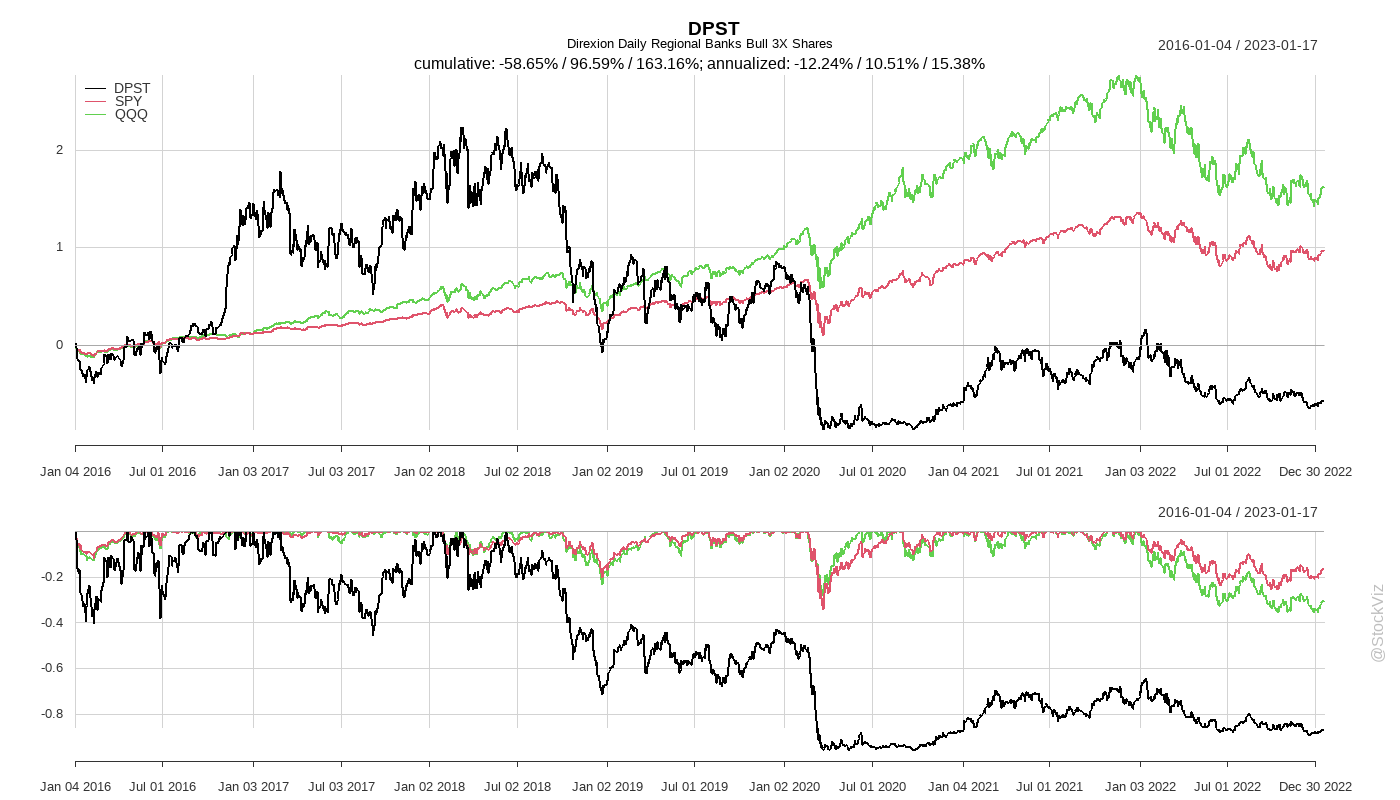 DPST
Direxion Daily Regional Banks Bull 3X Shares
2016-01-04 / 2023-01-17
cumulative: -58.65% / 96.59% / 163.16%; annualized: -12.24% / 10.51% / 15.38%
DPST
SPY
QQQ
2
1
0
Jan 04 2016 Jul 01 2016 Jan 03 2017 Jul 03 2017 Jan 02 2018 Jul 02 2018 Jan 02 2019 Jul 01 2019 Jan 02 2020 Jul 01 2020 Jan 04 2021 Jul 01 2021 Jan 03 2022 Jul 01 2022 Dec 30 2022
2016-01-04 / 2023-01-17
-0.2
-0.4
-0.6
-0.8
Jan 04 2016 Jul 01 2016 Jan 03 2017 Jul 03 2017 Jan 02 2018 Jul 02 2018 Jan 02 2019 Jul 01 2019 Jan 02 2020 Jul 01 2020 Jan 04 2021 Jul 01 2021 Jan 03 2022 Jul 01 2022 Dec 30 2022
@StockViz